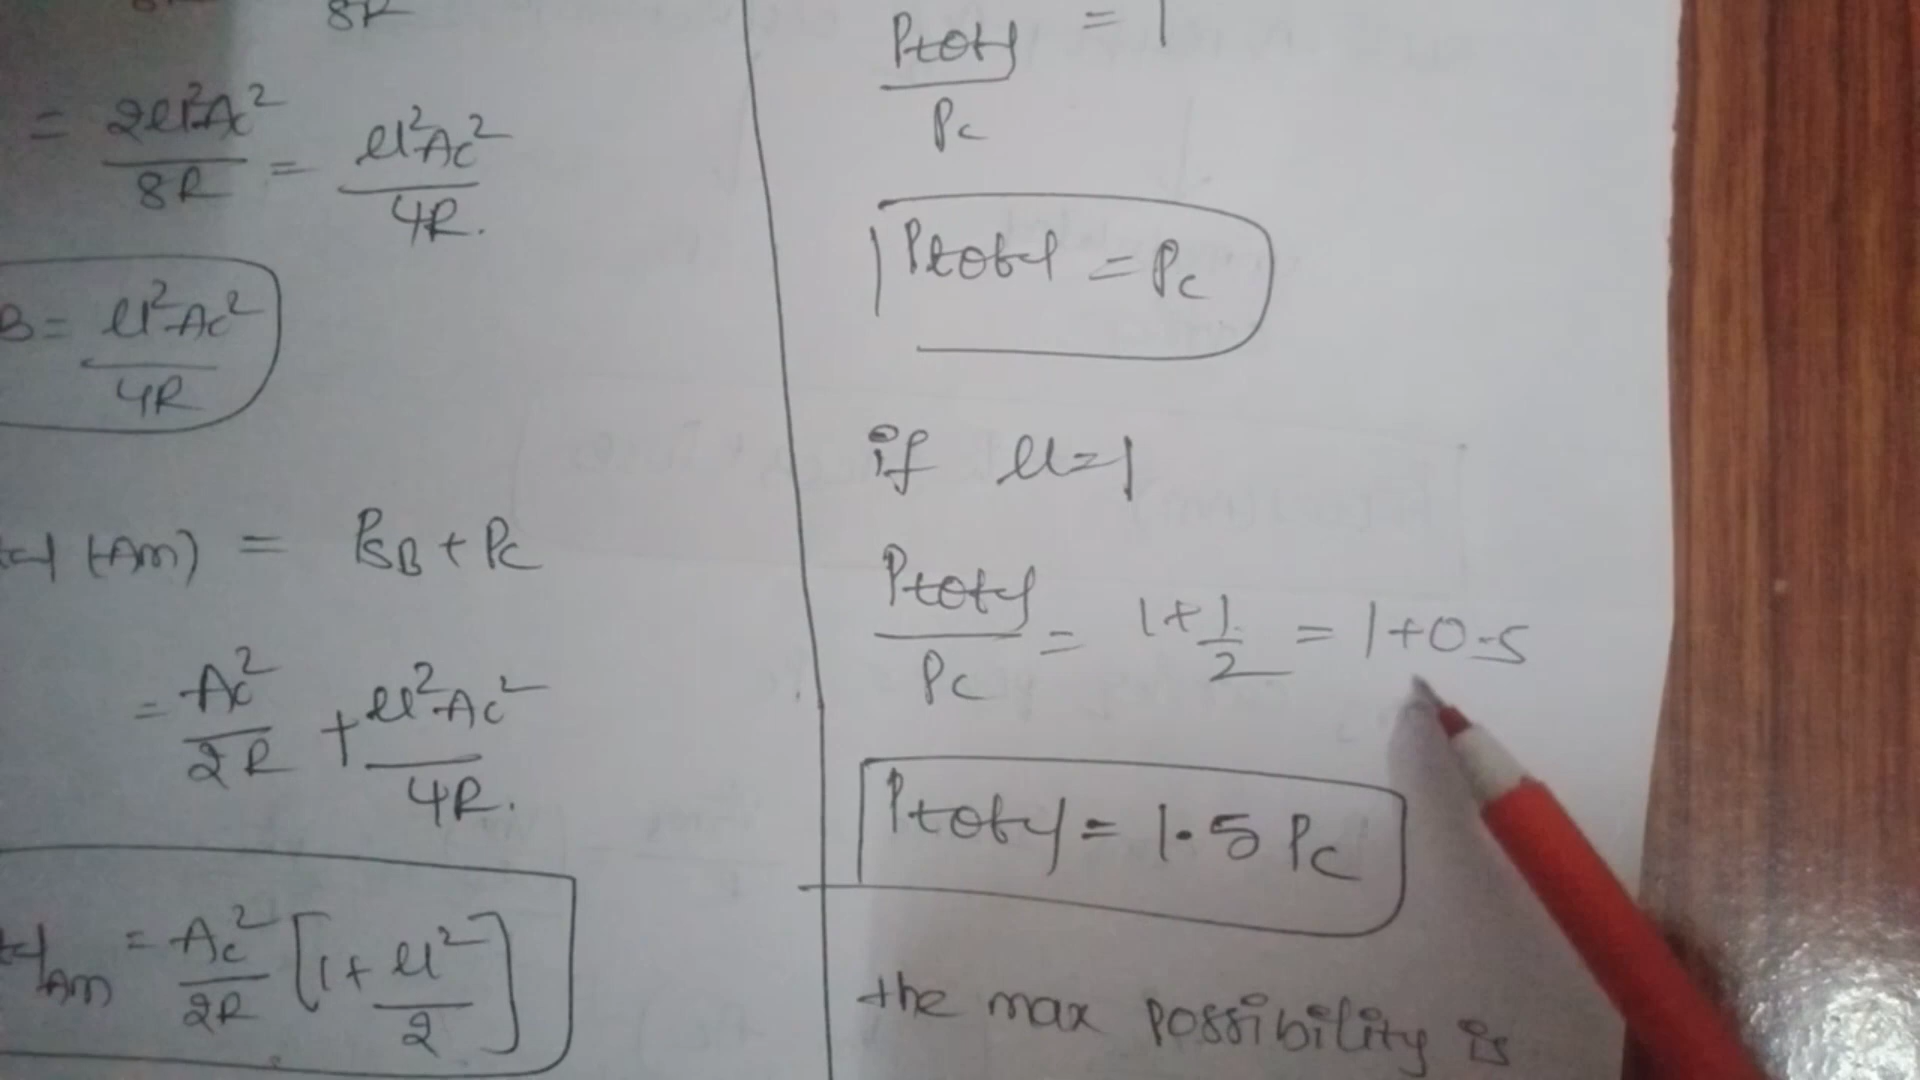 8R
= 2μ²Ac²/8R = μ²Ac²/4R.
B = μ²Ac²/4R
(Am) = PSB + Pc
= Ac²/2R + μ²Ac²/4R.
Am = Ac²/2R [1 + μ²/2]
Ptotal/Pc = 1
Ptotal = Pc
if μ=1
Ptotal/Pc = 1+1/2 = 1+0.5
Ptotal = 1.5 Pc
the max possibility is